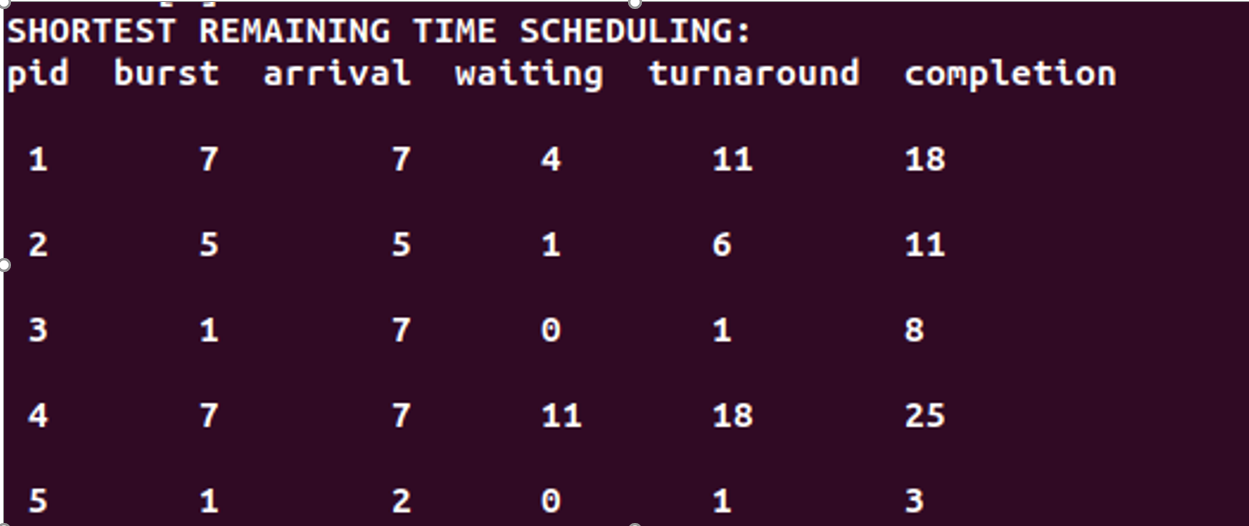 SHORTEST REMAINING TIME SCHEDULING:
pid burst arrival waiting turnaround completion
1 7 7 4 11 18
2 5 5 1 6 11
3 1 7 0 1 8
4 7 7 11 18 25
5 1 2 0 1 3